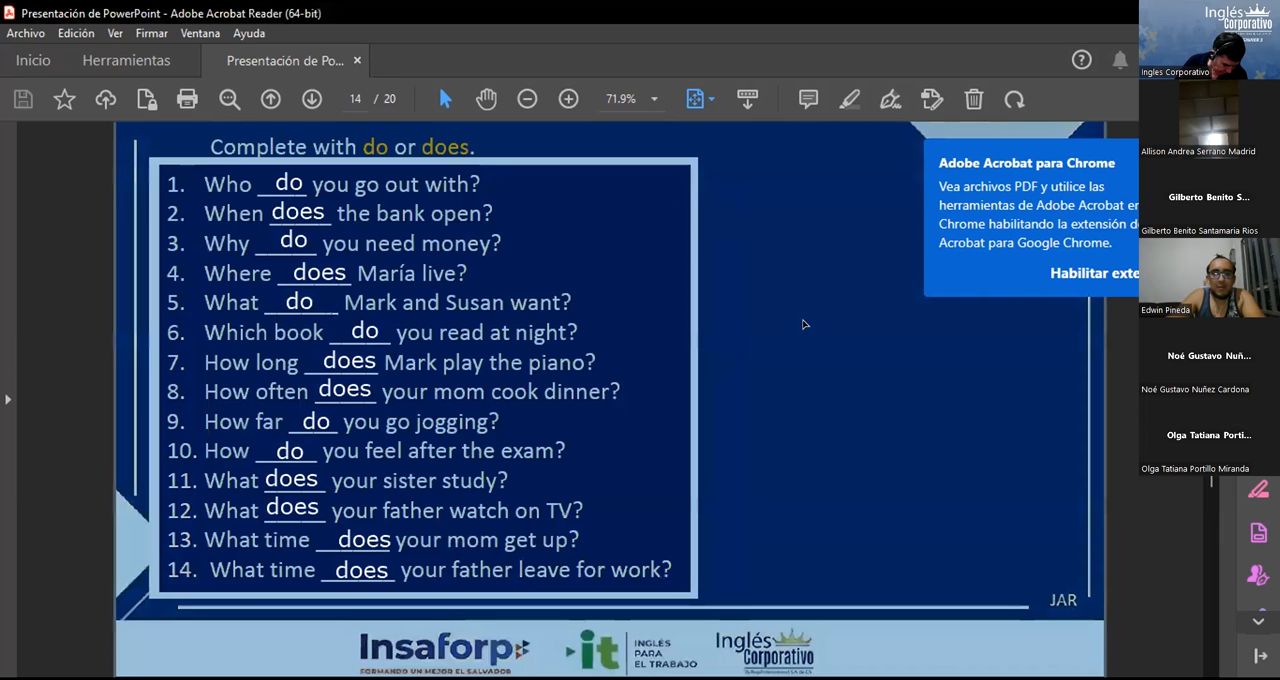 Presentación de PowerPoint - Adobe Acrobat Reader (64-bit)
Archivo Edición Ver Firmar Ventana Ayuda
Inicio Herramientas Presentación de Po... ×
14 / 20 71.9%
Complete with do or does.
1. Who do you go out with?
2. When does the bank open?
3. Why do you need money?
4. Where does María live?
5. What do Mark and Susan want?
6. Which book do you read at night?
7. How long does Mark play the piano?
8. How often does your mom cook dinner?
9. How far do you go jogging?
10. How do you feel after the exam?
11. What does your sister study?
12. What does your father watch on TV?
13. What time does your mom get up?
14. What time does your father leave for work?
JAR
Insaforp
FORMANDO UN MEJOR EL SALVADOR
it
INGLÉS
PARA
EL TRABAJO
Inglés
Corporativo
Adobe Acrobat para Chrome
Vea archivos PDF y utilice las
herramientas de Adobe Acrobat en
Chrome habilitando la extensión d
Acrobat para Google Chrome.
Habilitar exte
Inglés
Corporativo
Ingles Corporativo
Allison Andrea Serrano Madrid
Gilberto Benito S...
Gilberto Benito Santamaria Rios
Edwin Pineda
Noé Gustavo Nuñ...
Noé Gustavo Nuñez Cardona
Olga Tatiana Porti...
Olga Tatiana Portillo Miranda